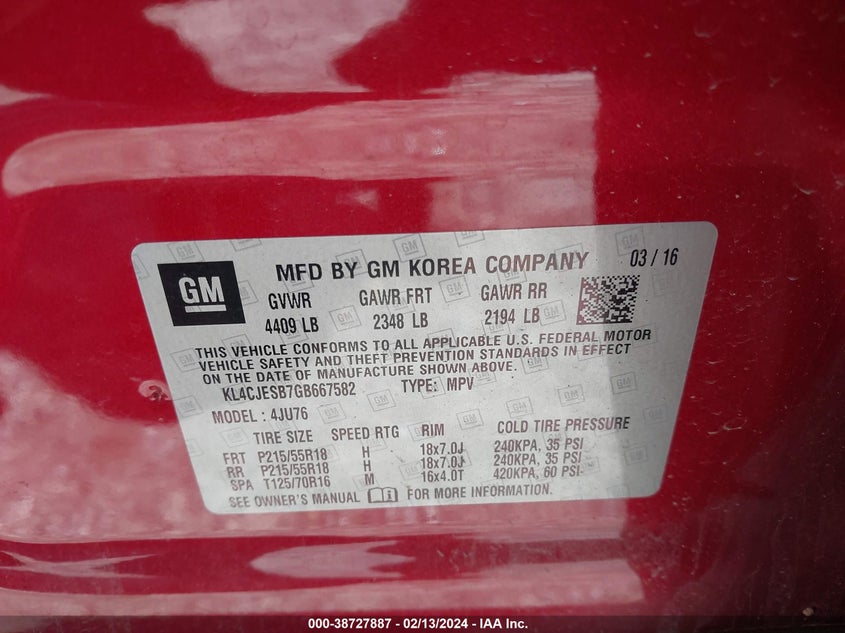 GM
MFD BY GM KOREA COMPANY 03 / 16
GVWR GAWR FRT GAWR RR
4409 LB 2348 LB 2194 LB
THIS VEHICLE CONFORMS TO ALL APPLICABLE U.S. FEDERAL MOTOR
VEHICLE SAFETY AND THEFT PREVENTION STANDARDS IN EFFECT
ON THE DATE OF MANUFACTURE SHOWN ABOVE.
KL4CJESB7GB667582 TYPE: MPV
MODEL : 4JU76
TIRE SIZE SPEED RTG RIM COLD TIRE PRESSURE
FRT P215/55R18 H 18x7.0J 240KPA, 35 PSI
RR P215/55R18 H 18x7.0J 240KPA, 35 PSI
SPA T125/70R16 M 16x4.0T 420KPA, 60 PSI
SEE OWNER'S MANUAL FOR MORE INFORMATION.
000-38727887 - 02/13/2024 - IAA Inc.